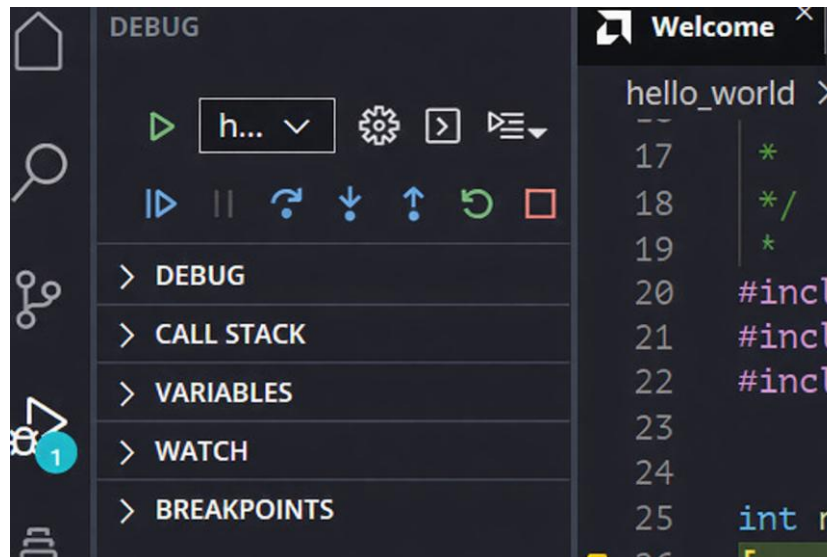 DEBUG
h...
1
DEBUG
CALL STACK
VARIABLES
WATCH
BREAKPOINTS
Welcome
hello_world
17 *
18 */
19 *
20 #incl
21 #incl
22 #incl
23
24
25 int